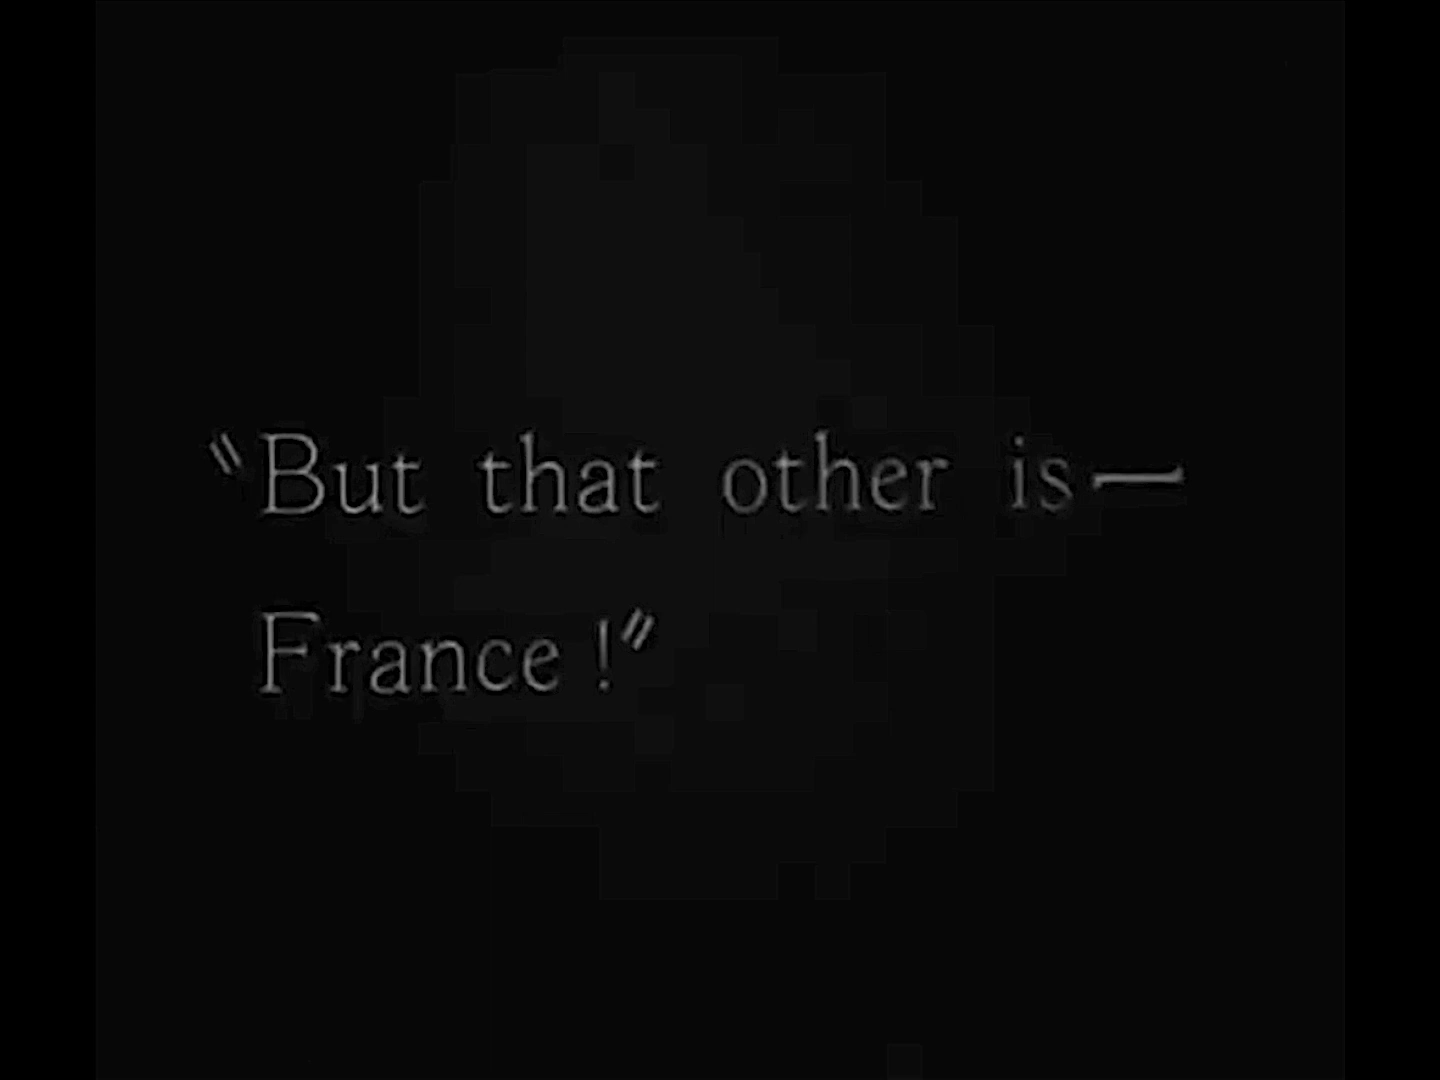 "But that other is—
France!"